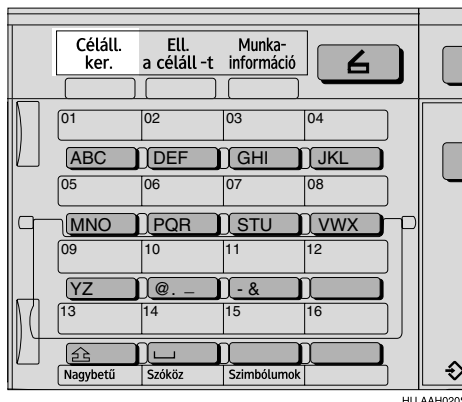 Céláll. Ell. Munka-
ker. a céláll -t információ
01 02 03 04
ABC DEF GHI JKL
05 06 07 08
MNO PQR STU VWX
09 10 11 12
YZ @. _ - &
13 14 15 16
Nagybetű Szóköz Szimbólumok